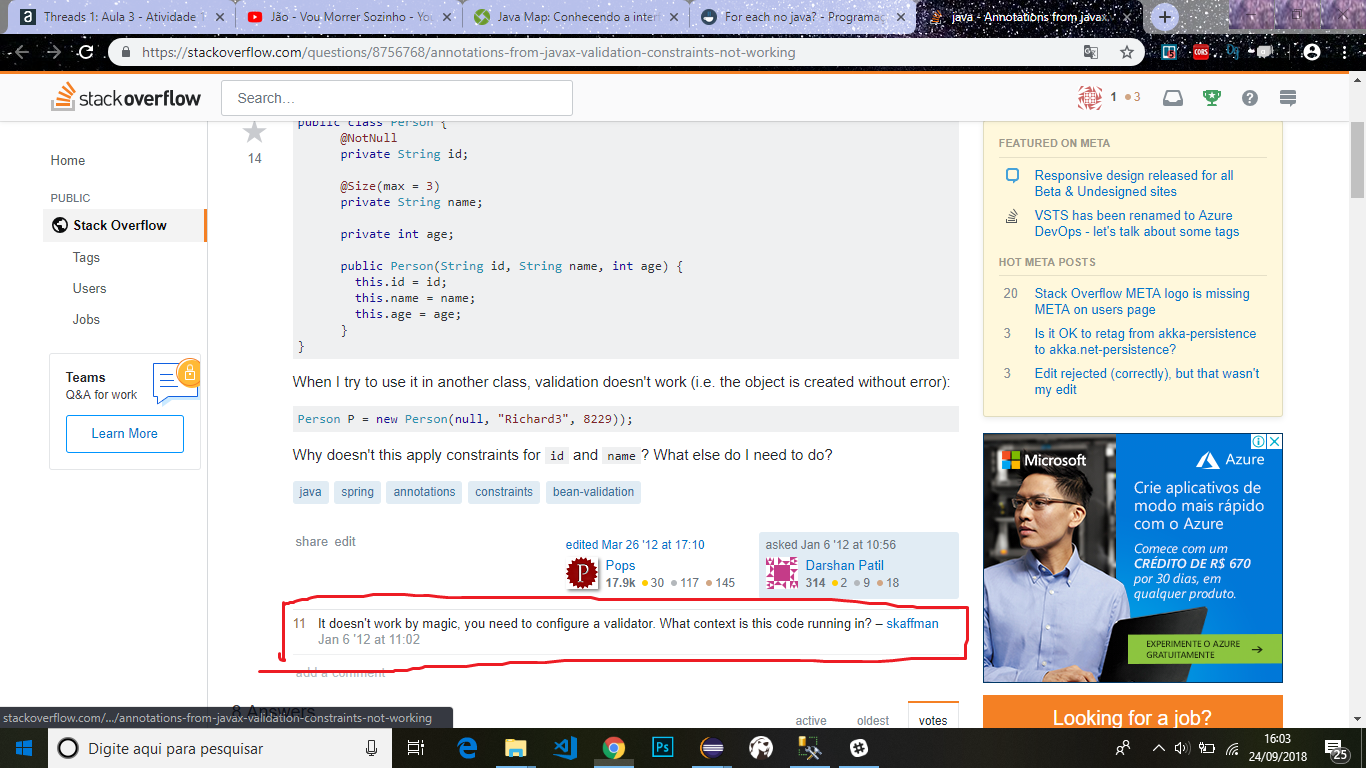 Threads 1: Aula 3 - Atividade
Jão - Vou Morrer Sozinho - Yo
Java Map: Conhecendo a inter
For each no java? - Programaç
java - Annotations from javax.
https://stackoverflow.com/questions/8756768/annotations-from-javax-validation-constraints-not-working
CORS
stackoverflow
Search...
1 3
public class Person {
14
@NotNull
private String id;
@Size(max = 3)
private String name;
private int age;
public Person(String id, String name, int age) {
this.id = id;
this.name = name;
this.age = age;
}
}
When I try to use it in another class, validation doesn't work (i.e. the object is created without error):
Person P = new Person(null, "Richard3", 8229));
Why doesn't this apply constraints for id and name? What else do I need to do?
java spring annotations constraints bean-validation
share edit
edited Mar 26 '12 at 17:10
P
Pops
17.9k 30 117 145
asked Jan 6 '12 at 10:56
Darshan Patil
314 2 9 18
11 It doesn't work by magic, you need to configure a validator. What context is this code running in? – skaffman
Jan 6 '12 at 11:02
add a comment
8 Answers
active oldest votes
Home
PUBLIC
Stack Overflow
Tags
Users
Jobs
Teams
Q&A for work
Learn More
FEATURED ON META
Responsive design released for all
Beta & Undesigned sites
VSTS has been renamed to Azure
DevOps - let's talk about some tags
HOT META POSTS
20 Stack Overflow META logo is missing
META on users page
3 Is it OK to retag from akka-persistence
to akka.net-persistence?
3 Edit rejected (correctly), but that wasn't
my edit
Microsoft
Azure
Crie aplicativos de
modo mais rápido
com o Azure
Comece com um
CRÉDITO DE R$ 670
por 30 dias, em
qualquer produto.
EXPERIMENTE O AZURE
GRATUITAMENTE
Looking for a job?
stackoverflow.com/.../annotations-from-javax-validation-constraints-not-working
Digite aqui para pesquisar
Ps
16:03
24/09/2018
25